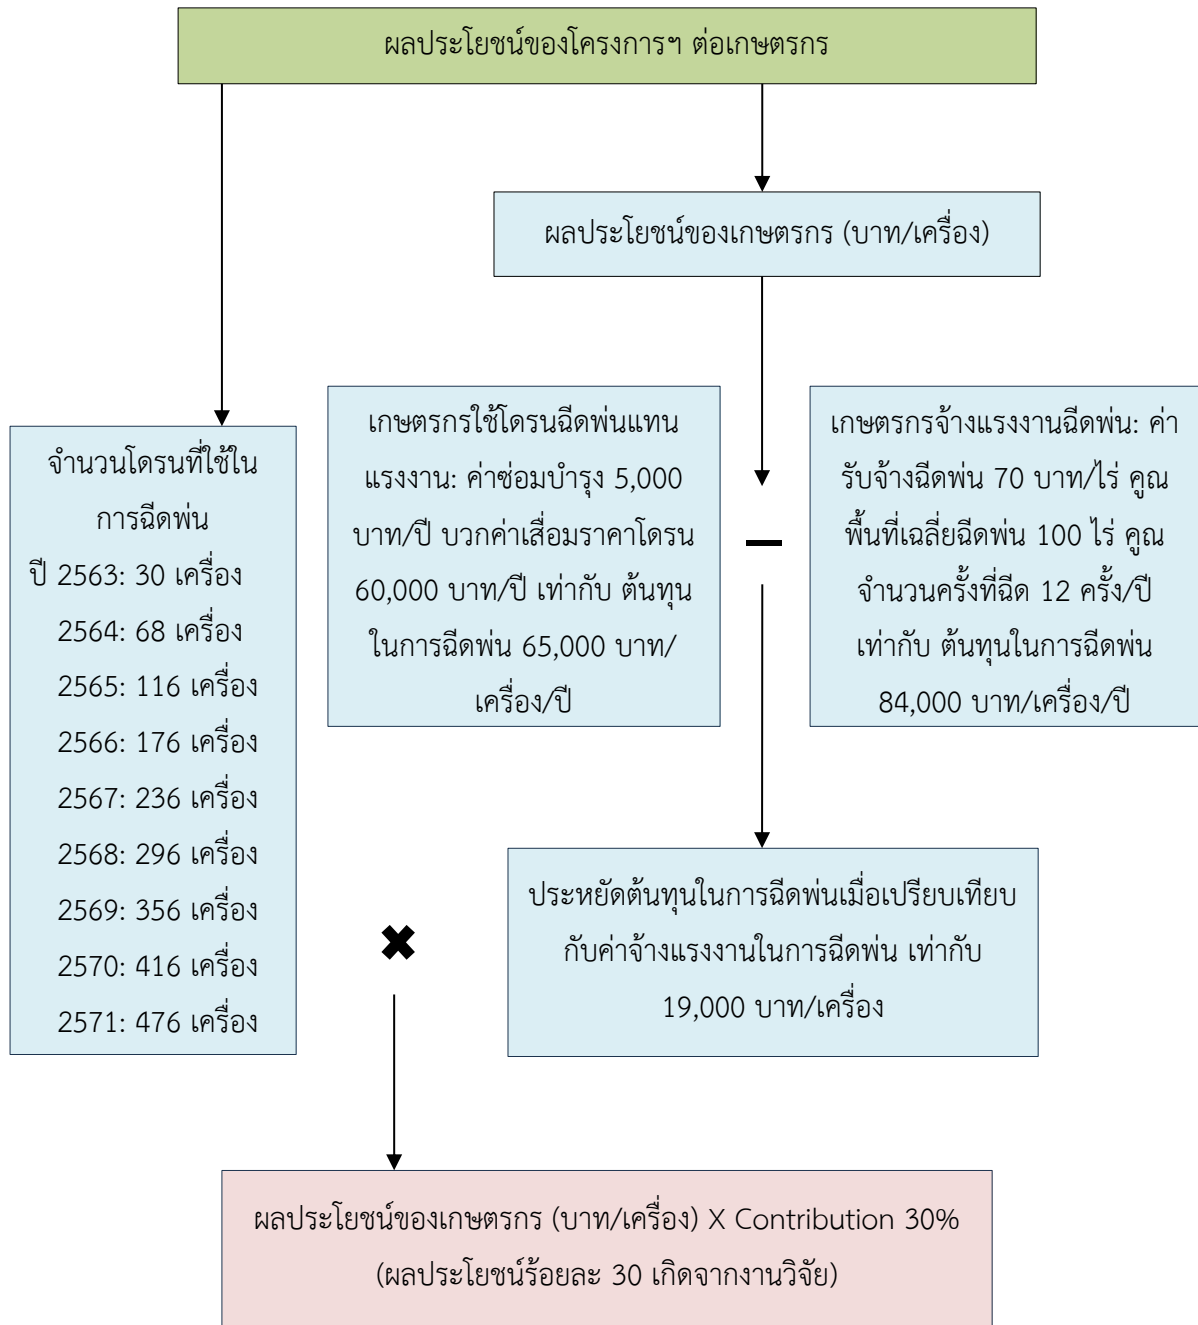 ผลประโยชน์ของโครงการฯ ต่อเกษตรกร
ผลประโยชน์ของเกษตรกร (บาท/เครื่อง)
จำนวนโดรนที่ใช้ใน
การฉีดพ่น
ปี 2563: 30 เครื่อง
2564: 68 เครื่อง
2565: 116 เครื่อง
2566: 176 เครื่อง
2567: 236 เครื่อง
2568: 296 เครื่อง
2569: 356 เครื่อง
2570: 416 เครื่อง
2571: 476 เครื่อง
เกษตรกรใช้โดรนฉีดพ่นแทน
แรงงาน: ค่าซ่อมบำรุง 5,000
บาท/ปี บวกค่าเสื่อมราคาโดรน
60,000 บาท/ปี เท่ากับ ต้นทุน
ในการฉีดพ่น 65,000 บาท/
เครื่อง/ปี
เกษตรกรจ้างแรงงานฉีดพ่น: ค่า
รับจ้างฉีดพ่น 70 บาท/ไร่ คูณ
พื้นที่เฉลี่ยฉีดพ่น 100 ไร่ คูณ
จำนวนครั้งที่ฉีด 12 ครั้ง/ปี
เท่ากับ ต้นทุนในการฉีดพ่น
84,000 บาท/เครื่อง/ปี
ประหยัดต้นทุนในการฉีดพ่นเมื่อเปรียบเทียบ
กับค่าจ้างแรงงานในการฉีดพ่น เท่ากับ
19,000 บาท/เครื่อง
ผลประโยชน์ของเกษตรกร (บาท/เครื่อง) X Contribution 30%
(ผลประโยชน์ร้อยละ 30 เกิดจากงานวิจัย)